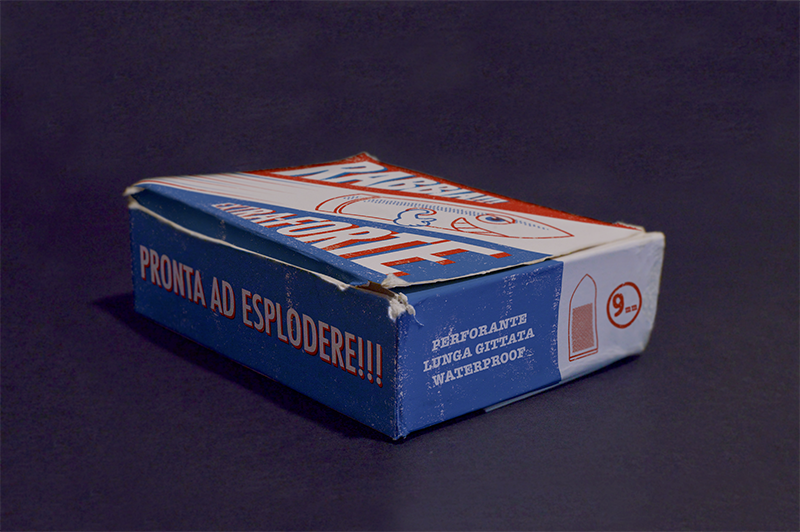 EXTRA-FORTE
PRONTA AD ESPLODERE!!!
PERFORANTE
LUNGA GITTATA
WATERPROOF
9mm